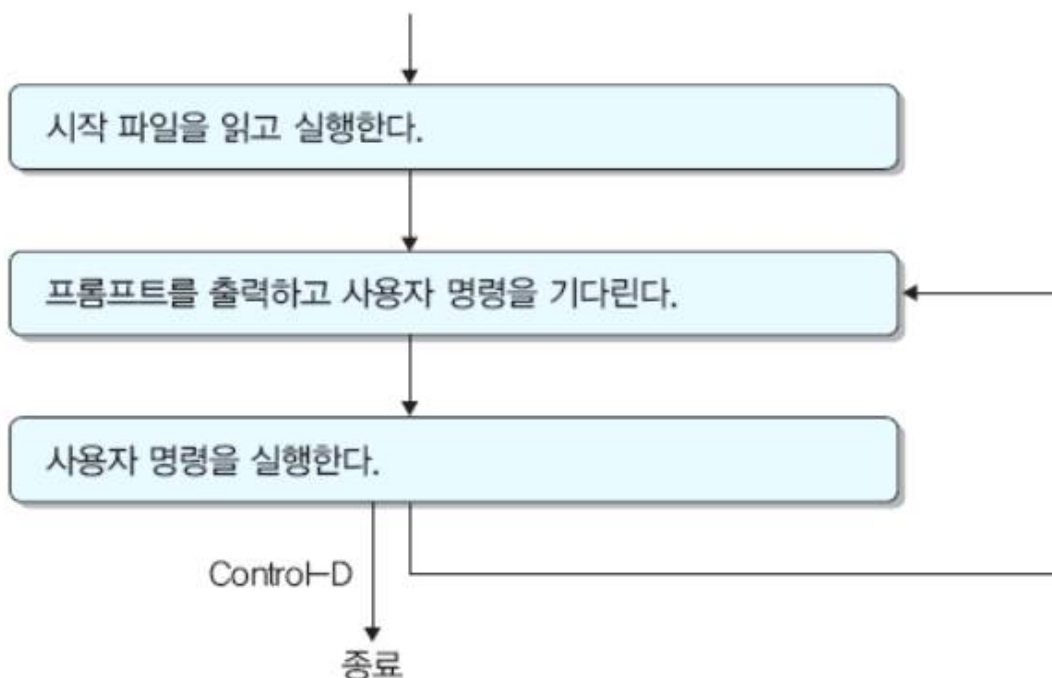 시작 파일을 읽고 실행한다.
프롬프트를 출력하고 사용자 명령을 기다린다.
사용자 명령을 실행한다.
Control-D
종료